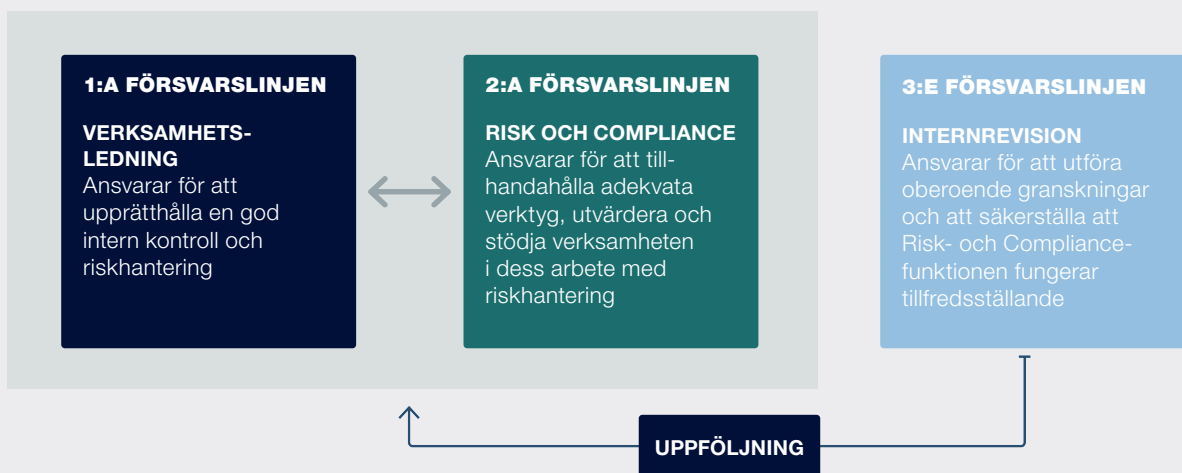 1:A FÖRSVARSLINJEN
VERKSAMHETS-
LEDNING
Ansvarar för att
upprätthålla en god
intern kontroll och
riskhantering
2:A FÖRSVARSLINJEN
RISK OCH COMPLIANCE
Ansvarar för att till-
handahålla adekvata
verktyg, utvärdera och
stödja verksamheten
i dess arbete med
riskhantering
3:E FÖRSVARSLINJEN
INTERNREVISION
Ansvarar för att utföra
oberoende granskningar
och att säkerställa att
Risk- och Compliance-
funktionen fungerar
tillfredsställande
UPPFÖLJNING